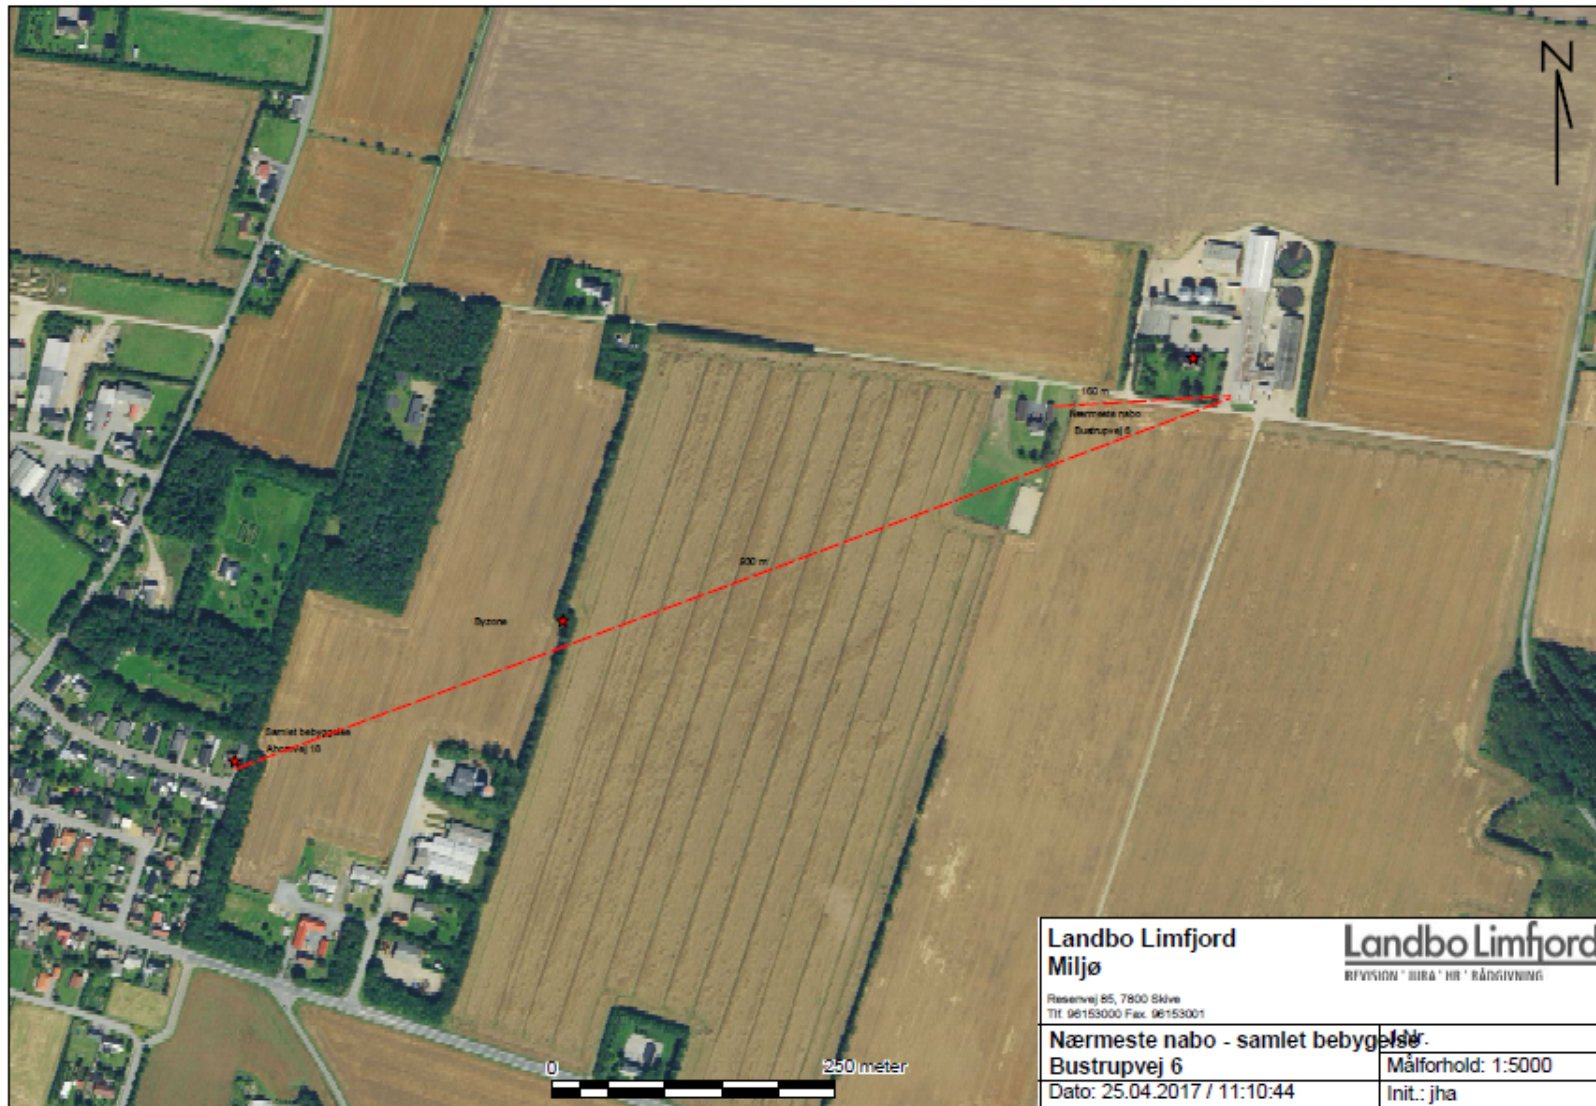 N
160 m
Nærmeste nabo
Bustrupvej 6
930 m
Byzone
Samlet bebyggelse
Ahornvej 18
0
250 meter
Landbo Limfjord
Miljø
Landbo Limfjord
REVISION * JURA * HR * RÅDGIVNING
Resenvej 85, 7800 Skive
Tlf. 96153000 Fax. 96153001
Nærmeste nabo - samlet bebygelse
J.Nr.
Bustrupvej 6
Målforhold: 1:5000
Dato: 25.04.2017 / 11:10:44
Init.: jha